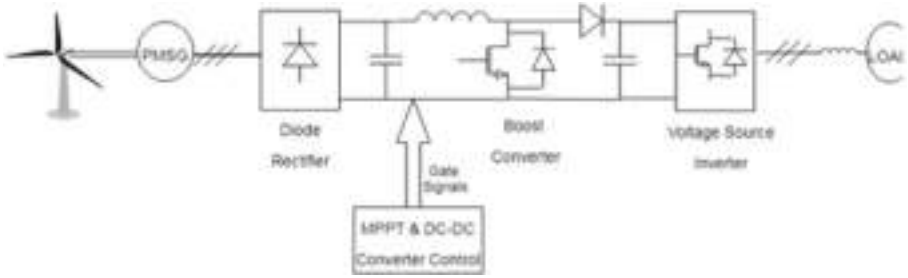 PMSG
Diode
Rectifier
Boost
Converter
Voltage Source
Inverter
LOAD
Gate
Signals
MPPT & DC-DC
Converter Control